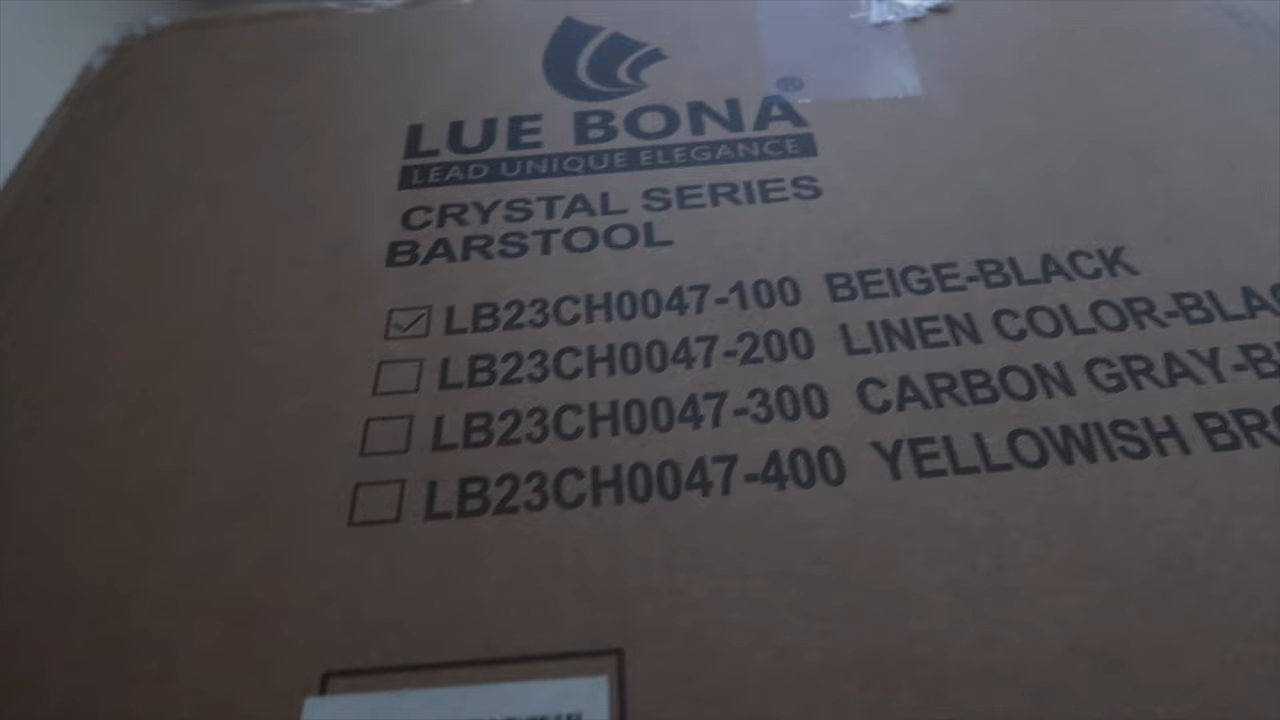 LUE BONA®
LEAD UNIQUE ELEGANCE
CRYSTAL SERIES
BARSTOOL
LB23CH0047-100 BEIGE-BLACK
LB23CH0047-200 LINEN COLOR-BLA
LB23CH0047-300 CARBON GRAY-B
LB23CH0047-400 YELLOWISH BRO